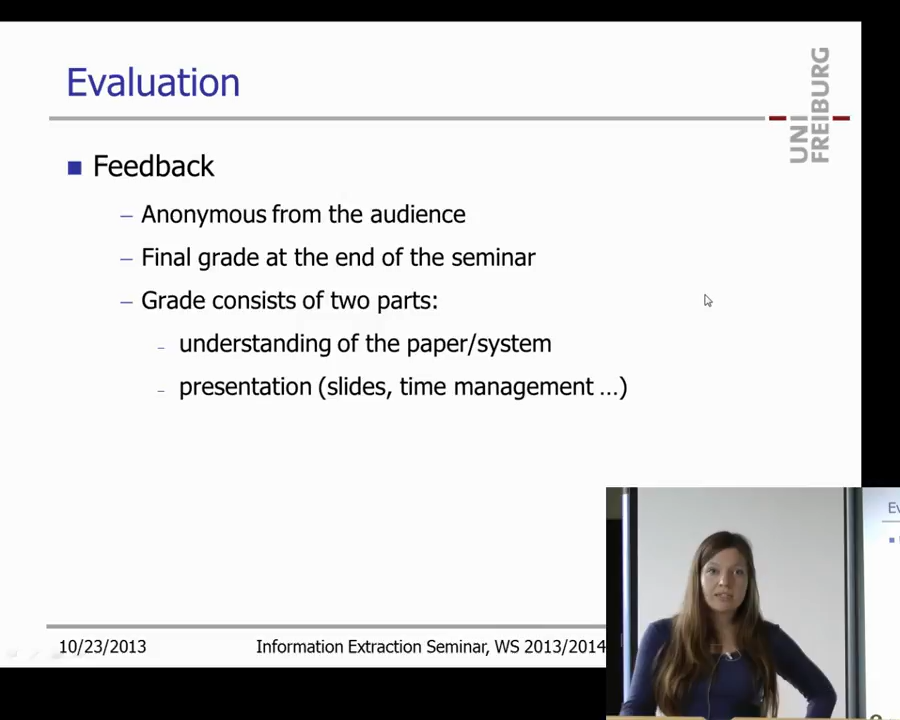 Evaluation
UNI
FREIBURG
Feedback
– Anonymous from the audience
– Final grade at the end of the seminar
– Grade consists of two parts:
– understanding of the paper/system
– presentation (slides, time management ...)
10/23/2013
Information Extraction Seminar, WS 2013/2014
Ev